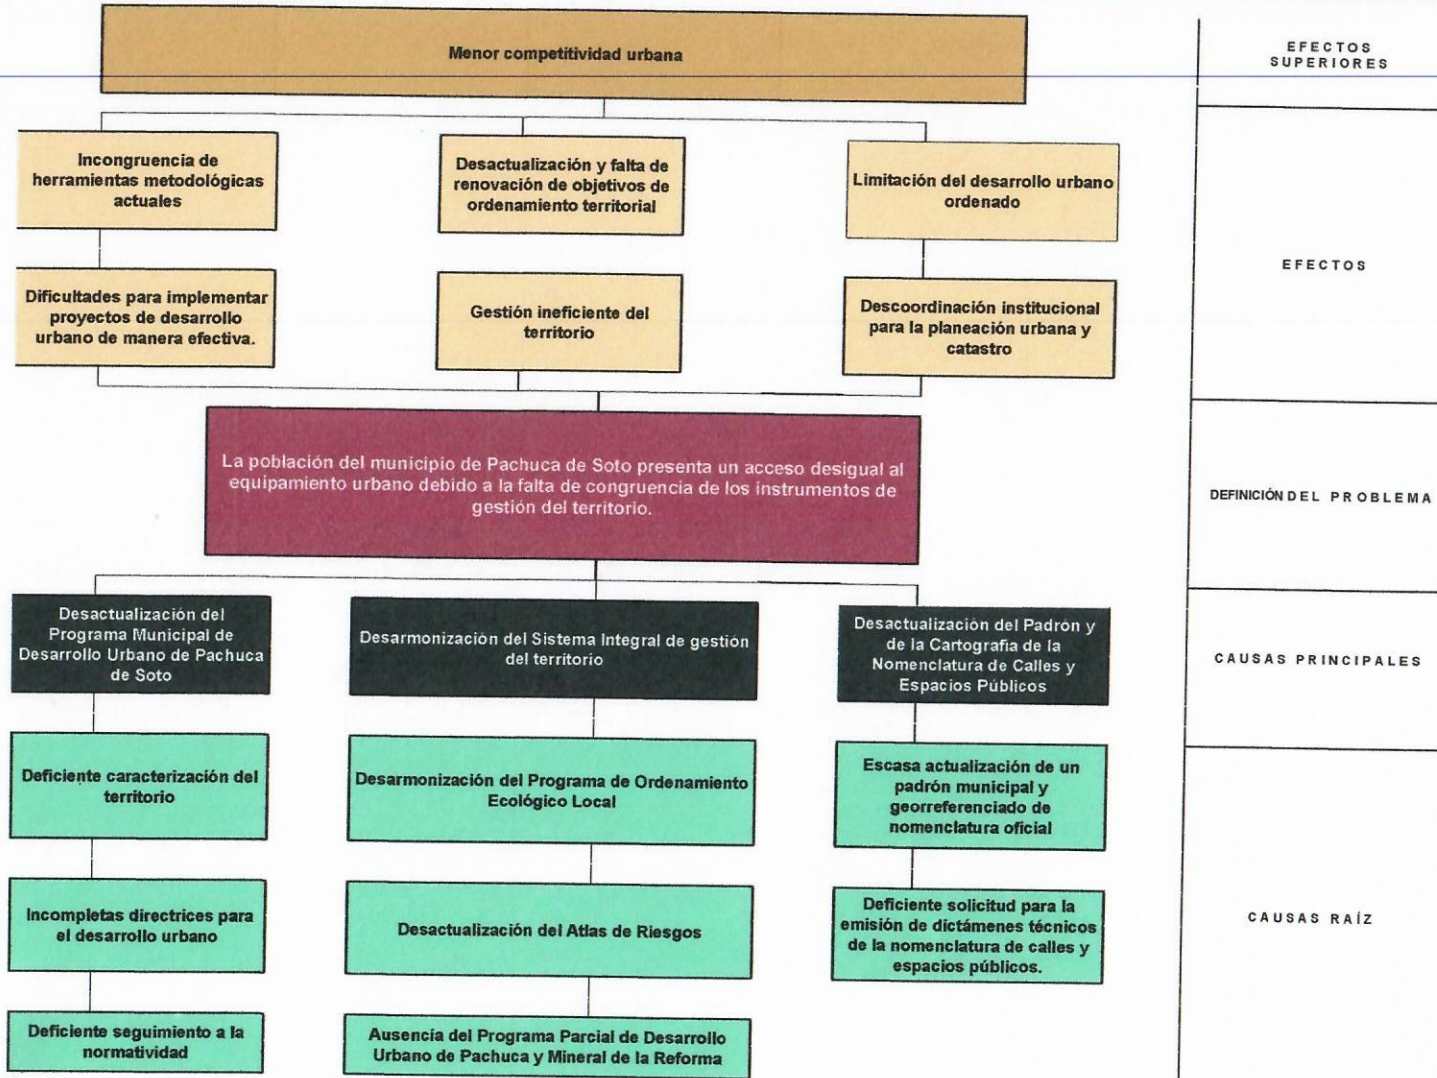 Menor competitividad urbana
EFECTOS
SUPERIORES
Incongruencia de
herramientas metodológicas
actuales
Desactualización y falta de
renovación de objetivos de
ordenamiento territorial
Limitación del desarrollo urbano
ordenado
EFECTOS
Dificultades para implementar
proyectos de desarrollo
urbano de manera efectiva.
Gestión ineficiente del
territorio
Descoordinación institucional
para la planeación urbana y
catastro
La población del municipio de Pachuca de Soto presenta un acceso desigual al
equipamiento urbano debido a la falta de congruencia de los instrumentos de
gestión del territorio.
DEFINICIÓN DEL PROBLEMA
Desactualización del
Programa Municipal de
Desarrollo Urbano de Pachuca
de Soto
Desarmonización del Sistema Integral de gestión
del territorio
Desactualización del Padrón y
de la Cartografía de la
Nomenclatura de Calles y
Espacios Públicos
CAUSAS PRINCIPALES
Deficiente caracterización del
territorio
Desarmonización del Programa de Ordenamiento
Ecológico Local
Escasa actualización de un
padrón municipal y
georreferenciado de
nomenclatura oficial
CAUSAS RAÍZ
Incompletas directrices para
el desarrollo urbano
Desactualización del Atlas de Riesgos
Deficiente solicitud para la
emisión de dictámenes técnicos
de la nomenclatura de calles y
espacios públicos.
Deficiente seguimiento a la
normatividad
Ausencia del Programa Parcial de Desarrollo
Urbano de Pachuca y Mineral de la Reforma